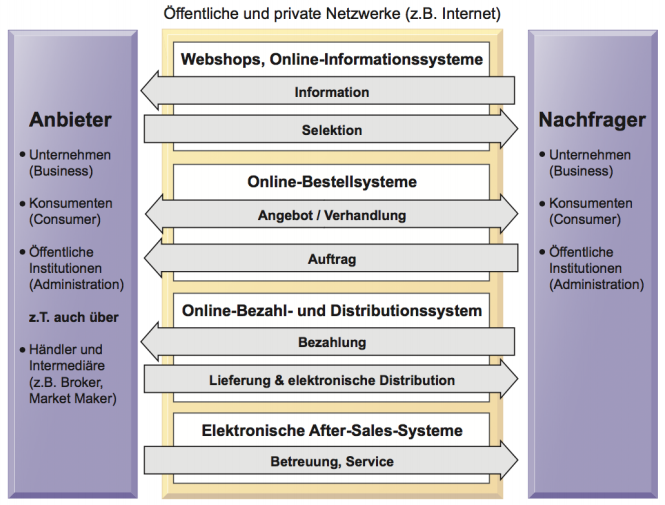 Öffentliche und private Netzwerke (z.B. Internet)
Anbieter
• Unternehmen
(Business)
• Konsumenten
(Consumer)
• Öffentliche
Institutionen
(Administration)
z.T. auch über
• Händler und
Intermediäre
(z.B. Broker,
Market Maker)
Webshops, Online-Informationssysteme
Information
Selektion
Online-Bestellsysteme
Angebot / Verhandlung
Auftrag
Online-Bezahl- und Distributionssystem
Bezahlung
Lieferung & elektronische Distribution
Elektronische After-Sales-Systeme
Betreuung, Service
Nachfrager
• Unternehmen
(Business)
• Konsumenten
(Consumer)
• Öffentliche
Institutionen
(Administration)